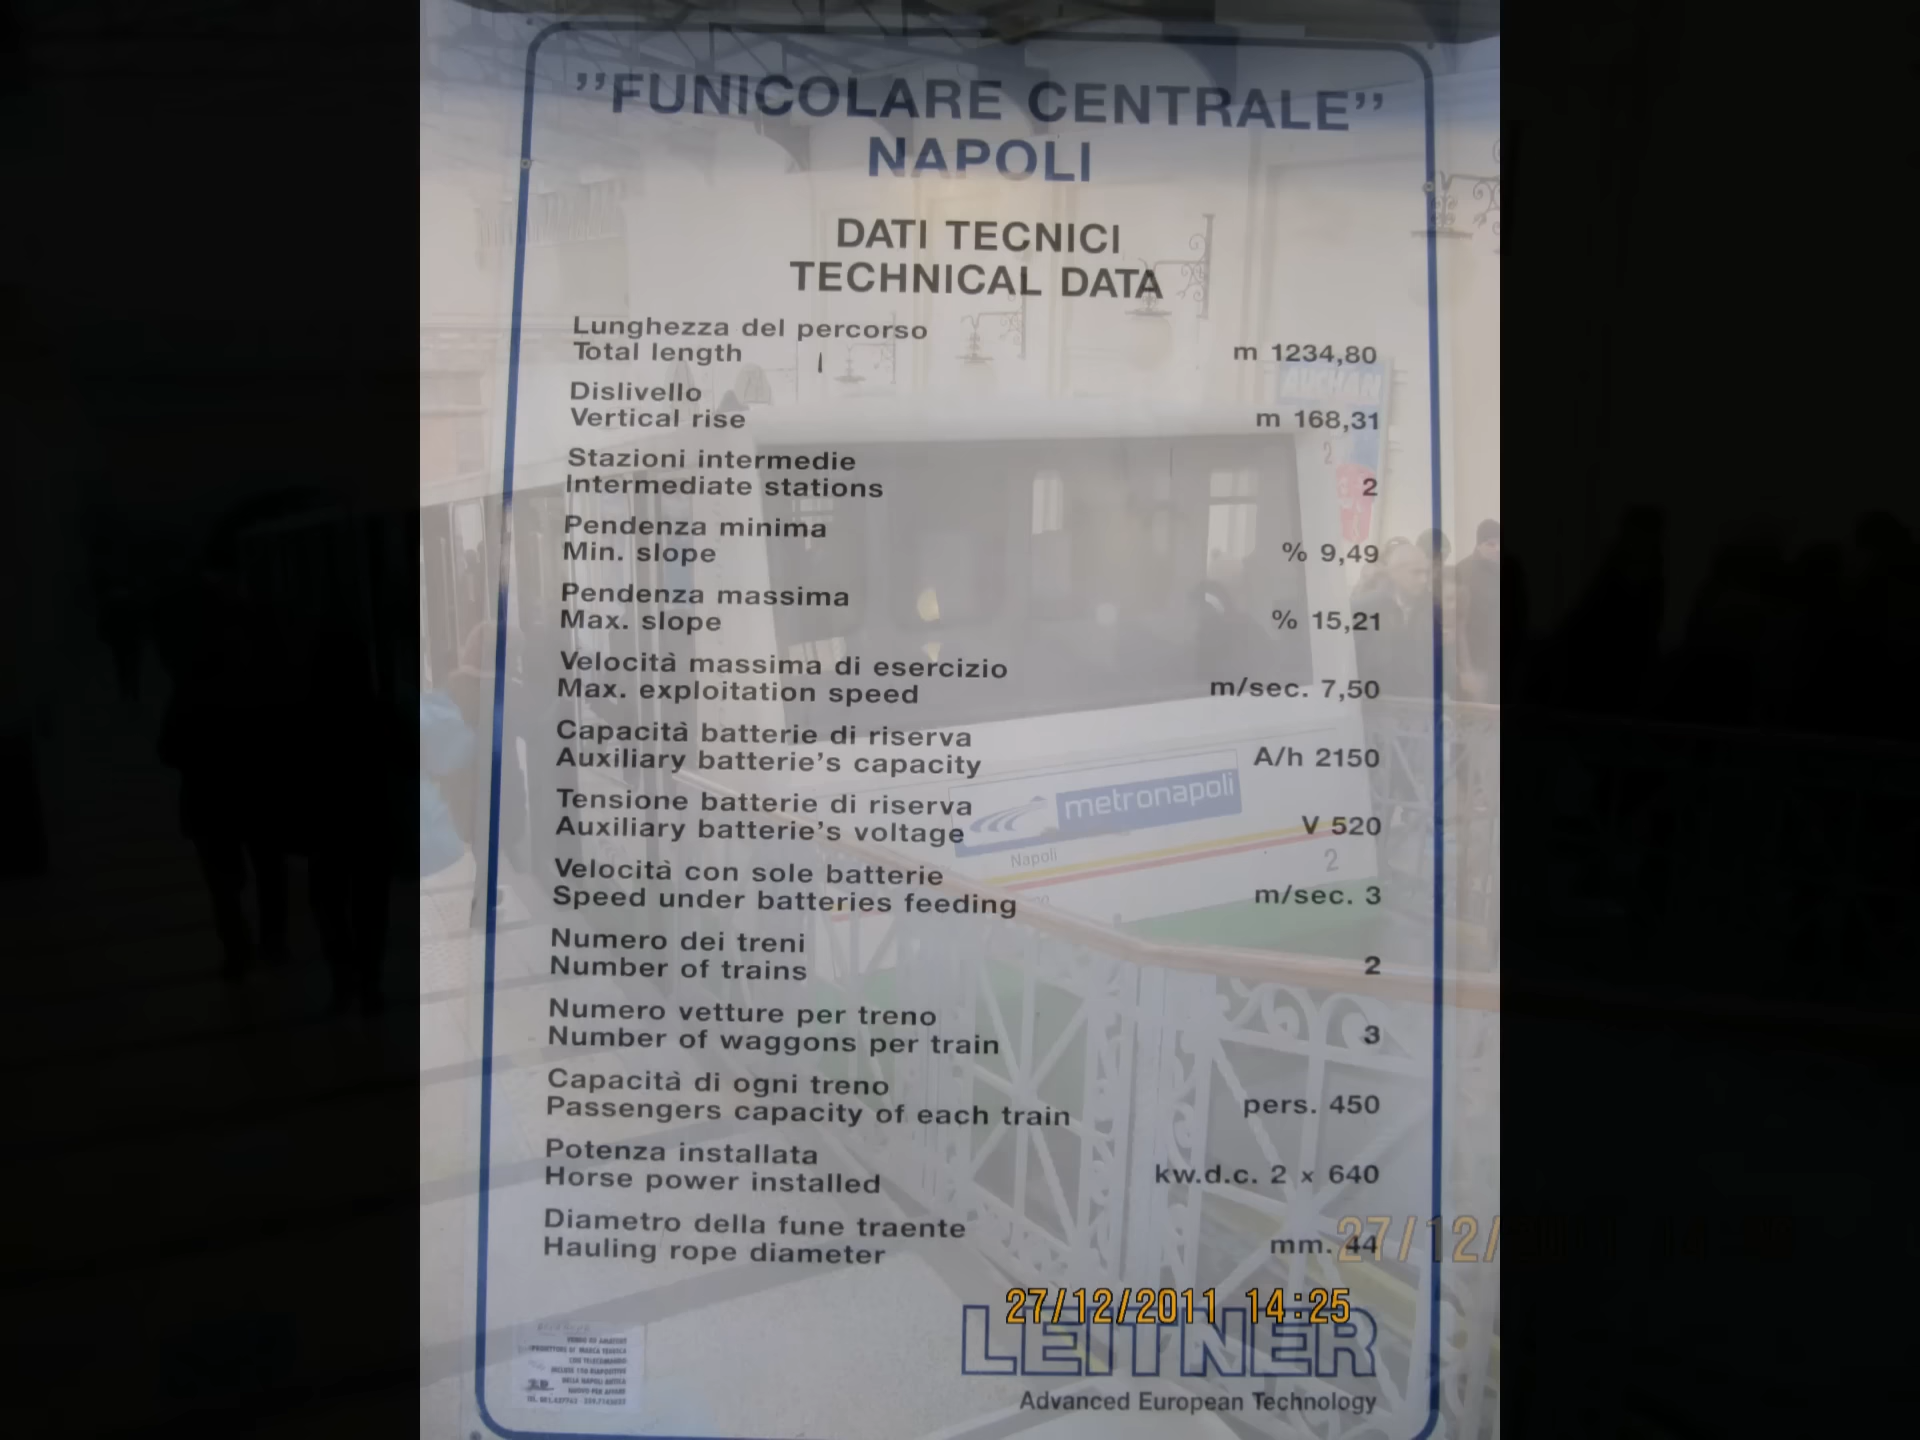 "FUNICOLARE CENTRALE"
NAPOLI
DATI TECNICI
TECHNICAL DATA
Lunghezza del percorso
Total length m 1234,80
Dislivello
Vertical rise m 168,31
Stazioni intermedie
Intermediate stations 2
Pendenza minima
Min. slope % 9,49
Pendenza massima
Max. slope % 15,21
Velocità massima di esercizio
Max. exploitation speed m/sec. 7,50
Capacità batterie di riserva
Auxiliary batterie's capacity A/h 2150
Tensione batterie di riserva
Auxiliary batterie's voltage V 520
Velocità con sole batterie
Speed under batteries feeding m/sec. 3
Numero dei treni
Number of trains 2
Numero vetture per treno
Number of waggons per train 3
Capacità di ogni treno
Passengers capacity of each train pers. 450
Potenza installata
Horse power installed kw.d.c. 2 x 640
Diametro della fune traente
Hauling rope diameter mm. 44
27/12/2011 14:25
LEITNER
Advanced European Technology
AUCHAN
2
metronapoli
Napoli
2
27/12/